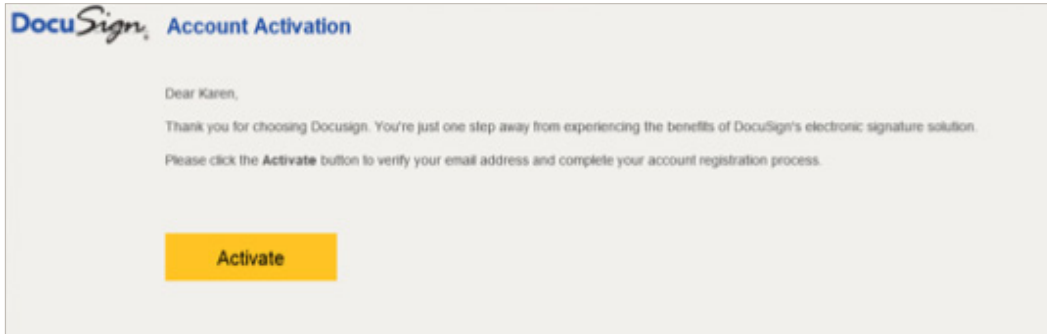 DocuSign. Account Activation
Dear Karen,
Thank you for choosing Docusign. You're just one step away from experiencing the benefits of DocuSign's electronic signature solution.
Please click the Activate button to verify your email address and complete your account registration process.
Activate